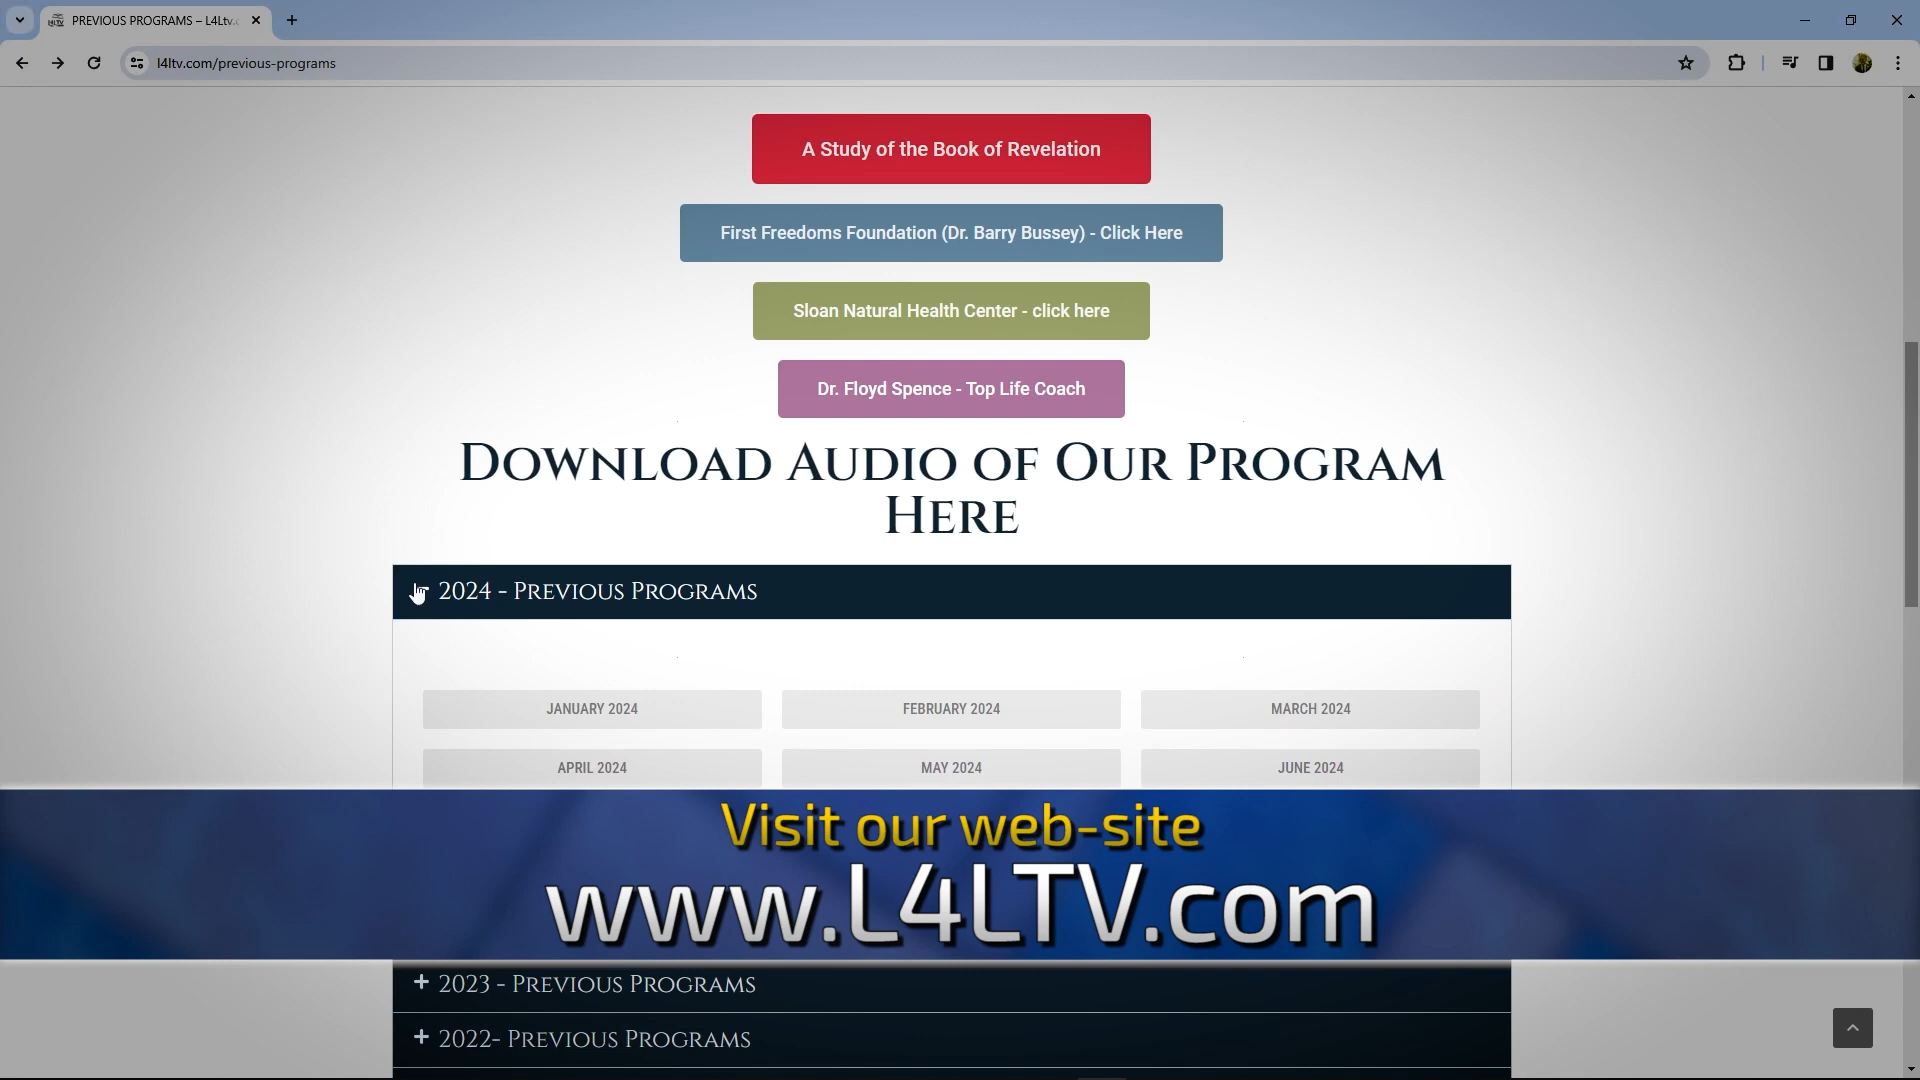 PREVIOUS PROGRAMS – L4Ltv.c
l4ltv.com/previous-programs
A Study of the Book of Revelation
First Freedoms Foundation (Dr. Barry Bussey) - Click Here
Sloan Natural Health Center - click here
Dr. Floyd Spence - Top Life Coach
Download Audio of Our Program
Here
2024 - Previous Programs
JANUARY 2024
FEBRUARY 2024
MARCH 2024
APRIL 2024
MAY 2024
JUNE 2024
Visit our web-site
www.L4LTV.com
2023 - Previous Programs
2022- Previous Programs